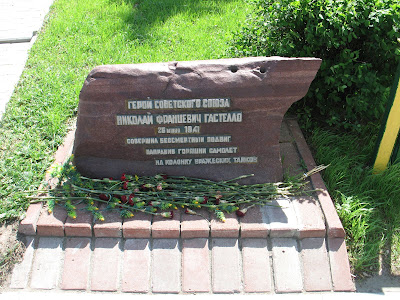 ГЕРОЙ СОВЕТСКОГО СОЮЗА
НИКОЛАЙ ФРАНЦЕВИЧ ГАСТЕЛЛО
26 июня 1941
СОВЕРШИЛ БЕССМЕРТНЫЙ ПОДВИГ
НАПРАВИВ ГОРЯЩИЙ САМОЛЕТ
НА КОЛОННУ ВРАЖЕСКИХ ТАНКОВ